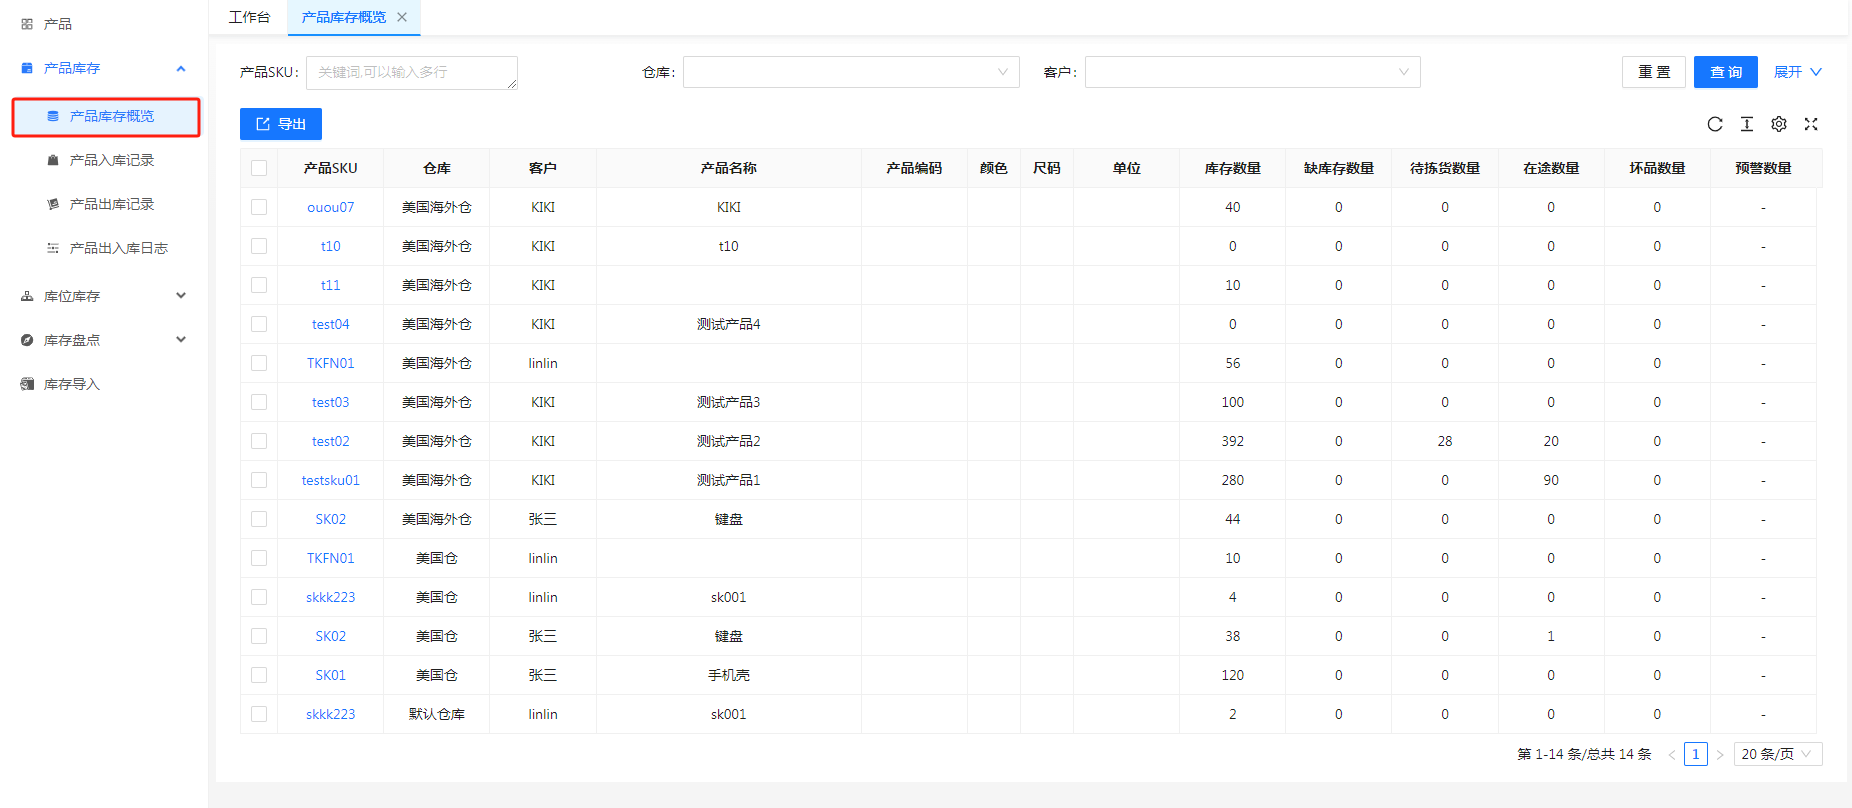 产品
产品库存
产品库存概览
产品入库记录
产品出库记录
产品出入库日志
库位库存
库存盘点
库存导入
工作台 产品库存概览
产品SKU: 关键词,可以输入多行 仓库: 客户: 重 置 查 询 展开
导出
产品SKU 仓库 客户 产品名称 产品编码 颜色 尺码 单位 库存数量 缺库存数量 待拣货数量 在途数量 坏品数量 预警数量
ouou07 美国海外仓 KIKI KIKI 40 0 0 0 0 -
t10 美国海外仓 KIKI t10 0 0 0 0 0 -
t11 美国海外仓 KIKI 10 0 0 0 0 -
test04 美国海外仓 KIKI 测试产品4 0 0 0 0 0 -
TKFN01 美国海外仓 linlin 56 0 0 0 0 -
test03 美国海外仓 KIKI 测试产品3 100 0 0 0 0 -
test02 美国海外仓 KIKI 测试产品2 392 0 28 20 0 -
testsku01 美国海外仓 KIKI 测试产品1 280 0 0 90 0 -
SK02 美国海外仓 张三 键盘 44 0 0 0 0 -
TKFN01 美国仓 linlin 10 0 0 0 0 -
skkk223 美国仓 linlin sk001 4 0 0 0 0 -
SK02 美国仓 张三 键盘 38 0 0 1 0 -
SK01 美国仓 张三 手机壳 120 0 0 0 0 -
skkk223 默认仓库 linlin sk001 2 0 0 0 0 -
第 1-14 条/总共 14 条 < 1 > 20 条/页